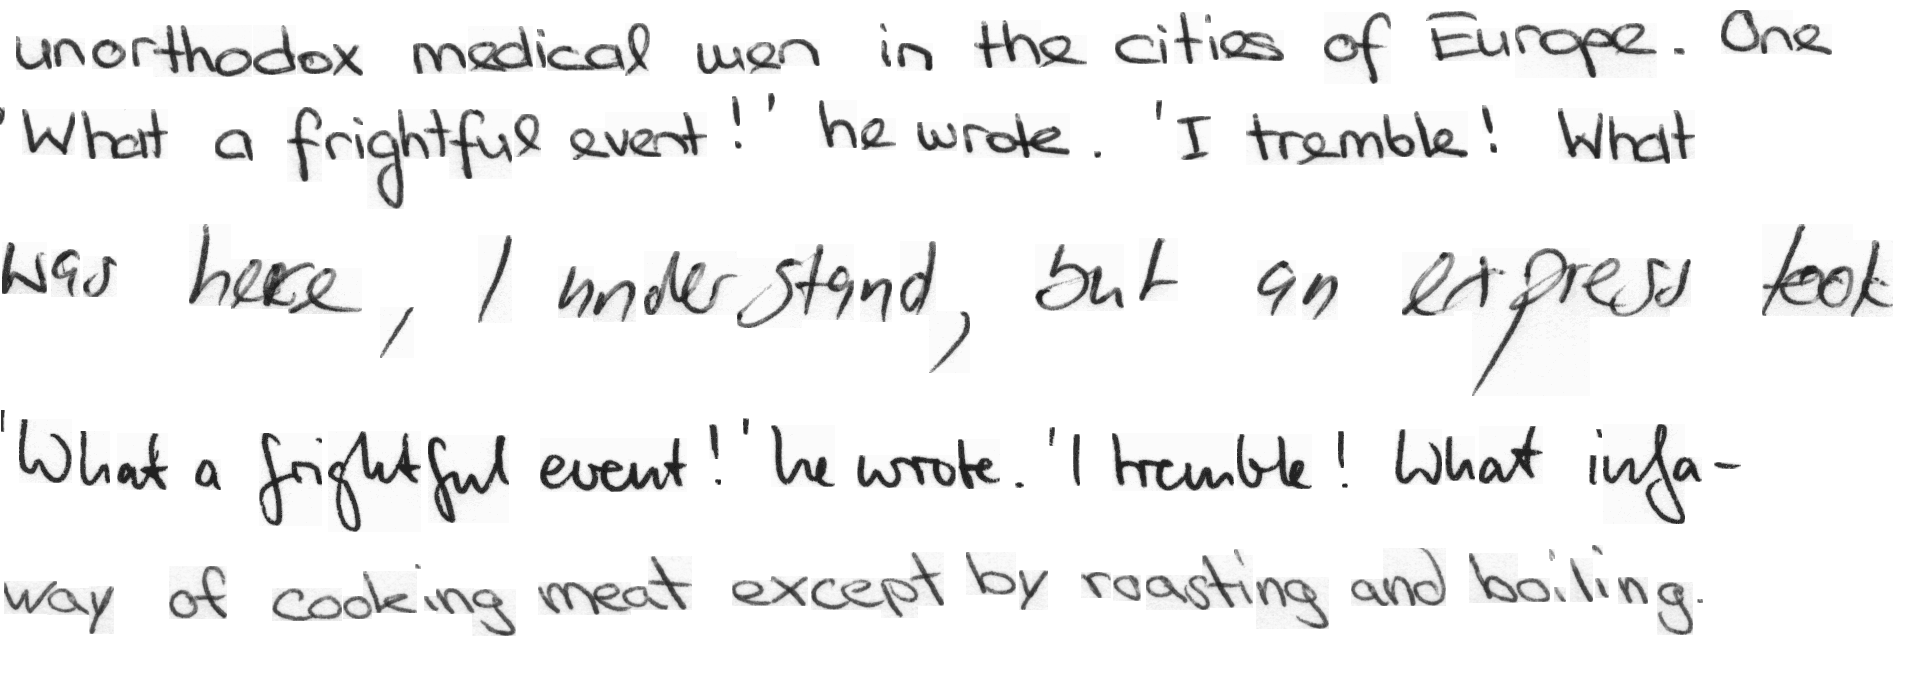 unorthodox medical men in the cities of Europe. One
'What a frightful event!' he wrote. 'I tremble! What
was here, I understand, but an express took
'What a frightful event!' he wrote. 'I tremble! What infa-
way of cooking meat except by roasting and boiling.